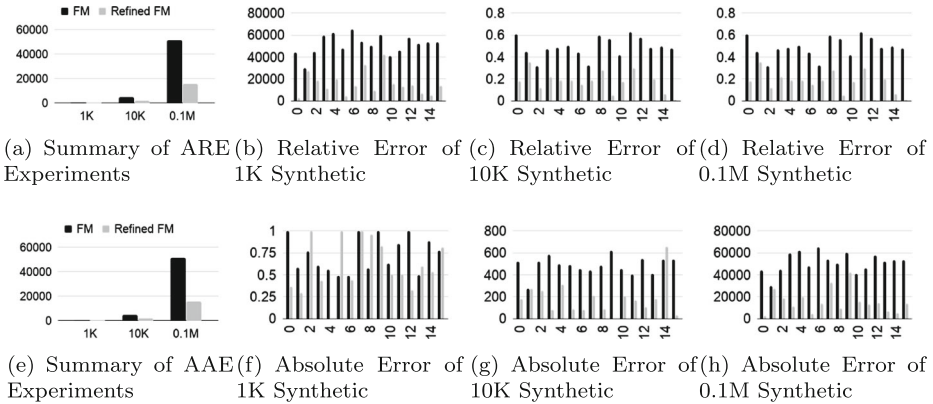 FM Refined FM
60000
40000
20000
0
1K 10K 0.1M
80000
60000
40000
20000
0
0 2 4 6 8 10 12 14
0.8
0.6
0.4
0.2
0
0 2 4 6 8 10 12 14
0.8
0.6
0.4
0.2
0
0 2 4 6 8 10 12 14
(a) Summary of ARE
Experiments
(b) Relative Error of
1K Synthetic
(c) Relative Error of
10K Synthetic
(d) Relative Error of
0.1M Synthetic
FM Refined FM
60000
40000
20000
0
1K 10K 0.1M
1
0.75
0.5
0.25
0
0 2 4 6 8 10 12 14
800
600
400
200
0
0 2 4 6 8 10 12 14
80000
60000
40000
20000
0
0 2 4 6 8 10 12 14
(e) Summary of AAE
Experiments
(f) Absolute Error of
1K Synthetic
(g) Absolute Error of
10K Synthetic
(h) Absolute Error of
0.1M Synthetic